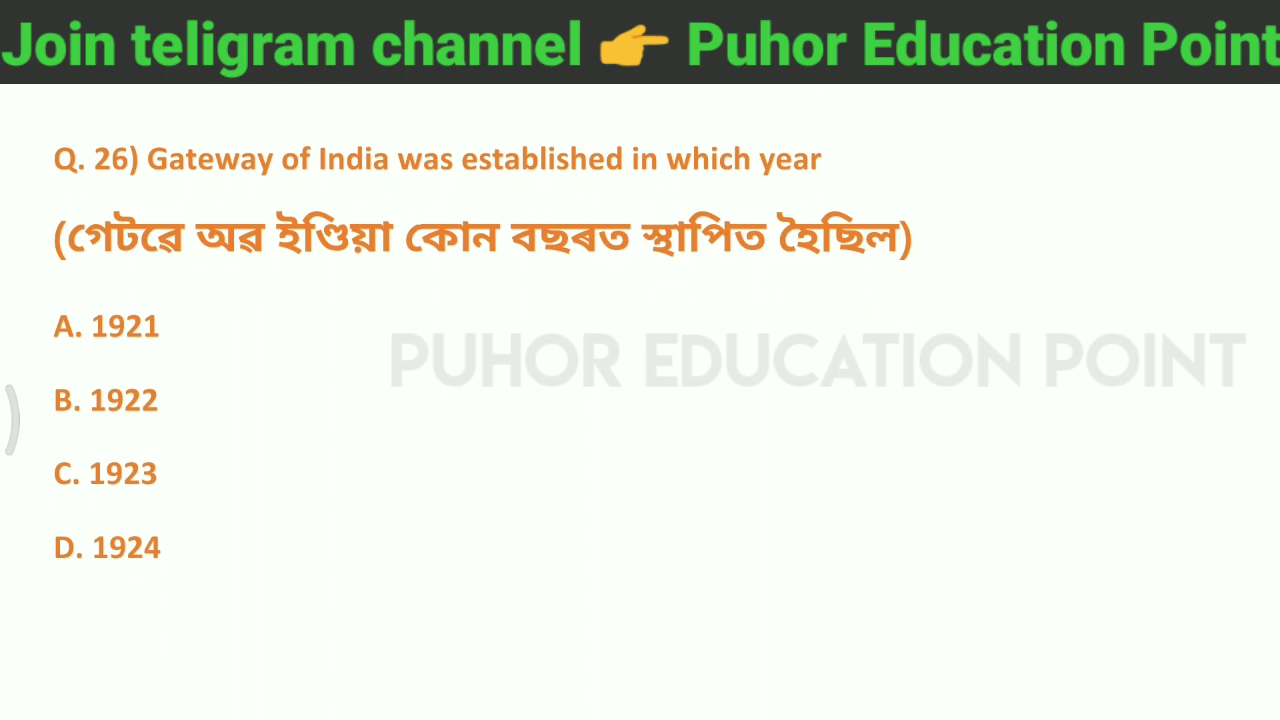 Join teligram channel 👉 Puhor Education Point
Q. 26) Gateway of India was established in which year
(গেটৱে অৱ ইণ্ডিয়া কোন বছৰত স্থাপিত হৈছিল)
A. 1921
PUHOR EDUCATION POINT
B. 1922
C. 1923
D. 1924